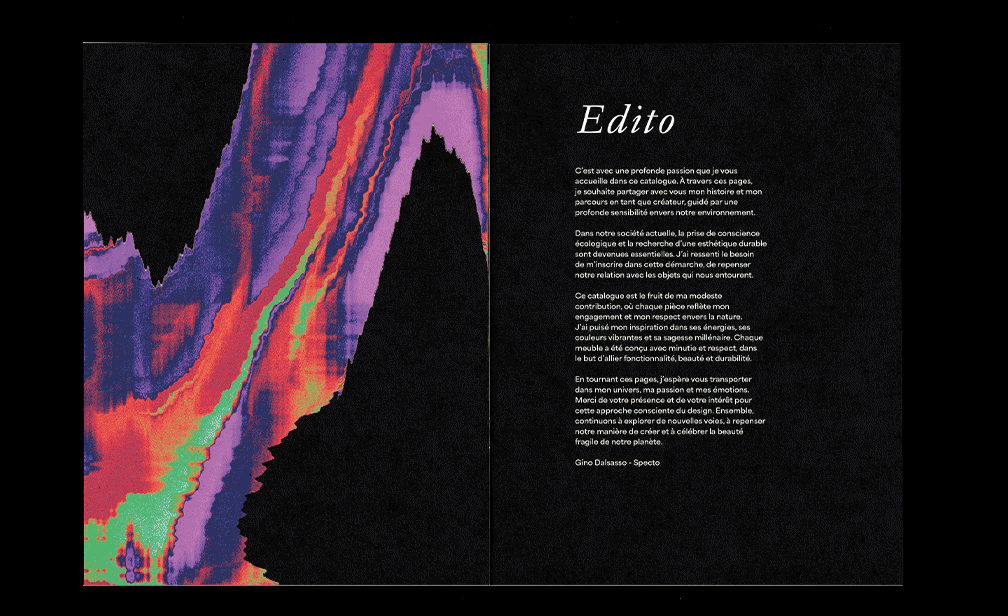 Edito
C'est avec une profonde passion que je vous
accueille dans ce catalogue. À travers ces pages,
je souhaite partager avec vous mon histoire et mon
parcours en tant que créateur, guidé par une
profonde sensibilité envers notre environnement.
Dans notre société actuelle, la prise de conscience
écologique et la recherche d'une esthétique durable
sont devenues essentielles. J'ai ressenti le besoin
de m'inscrire dans cette démarche, de repenser
notre relation avec les objets qui nous entourent.
Ce catalogue est le fruit de ma modeste
contribution, où chaque pièce reflète mon
engagement et mon respect envers la nature.
J'ai puisé mon inspiration dans ses énergies, ses
couleurs vibrantes et sa sagesse millénaire. Chaque
meuble a été conçu avec minutie et respect, dans
le but d'allier fonctionnalité, beauté et durabilité.
En tournant ces pages, j'espère vous transporter
dans mon univers, ma passion et mes émotions.
Merci de votre présence et de votre intérêt pour
cette approche consciente du design. Ensemble,
continuons à explorer de nouvelles voies, à repenser
notre manière de créer et à célébrer la beauté
fragile de notre planète.
Gino Dalsasso - Specto